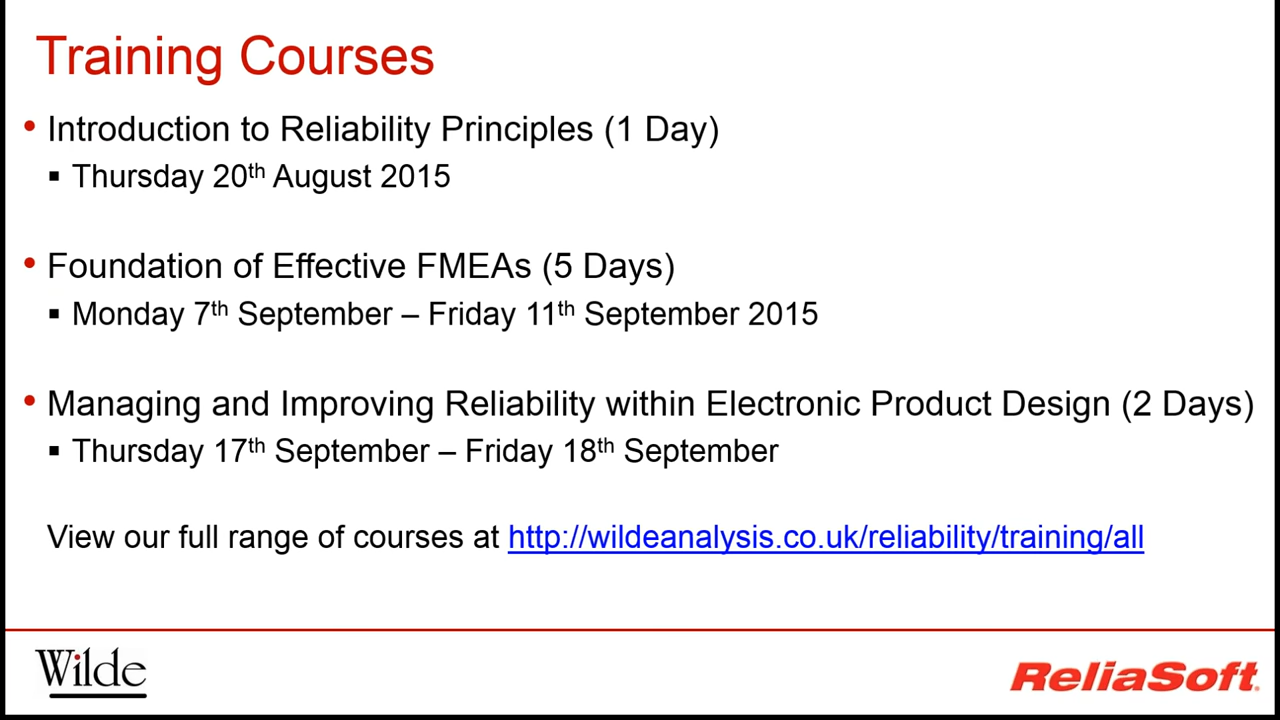 Training Courses
• Introduction to Reliability Principles (1 Day)
▪ Thursday 20th August 2015
• Foundation of Effective FMEAs (5 Days)
▪ Monday 7th September – Friday 11th September 2015
• Managing and Improving Reliability within Electronic Product Design (2 Days)
▪ Thursday 17th September – Friday 18th September
View our full range of courses at http://wildeanalysis.co.uk/reliability/training/all
Wilde
ReliaSoft